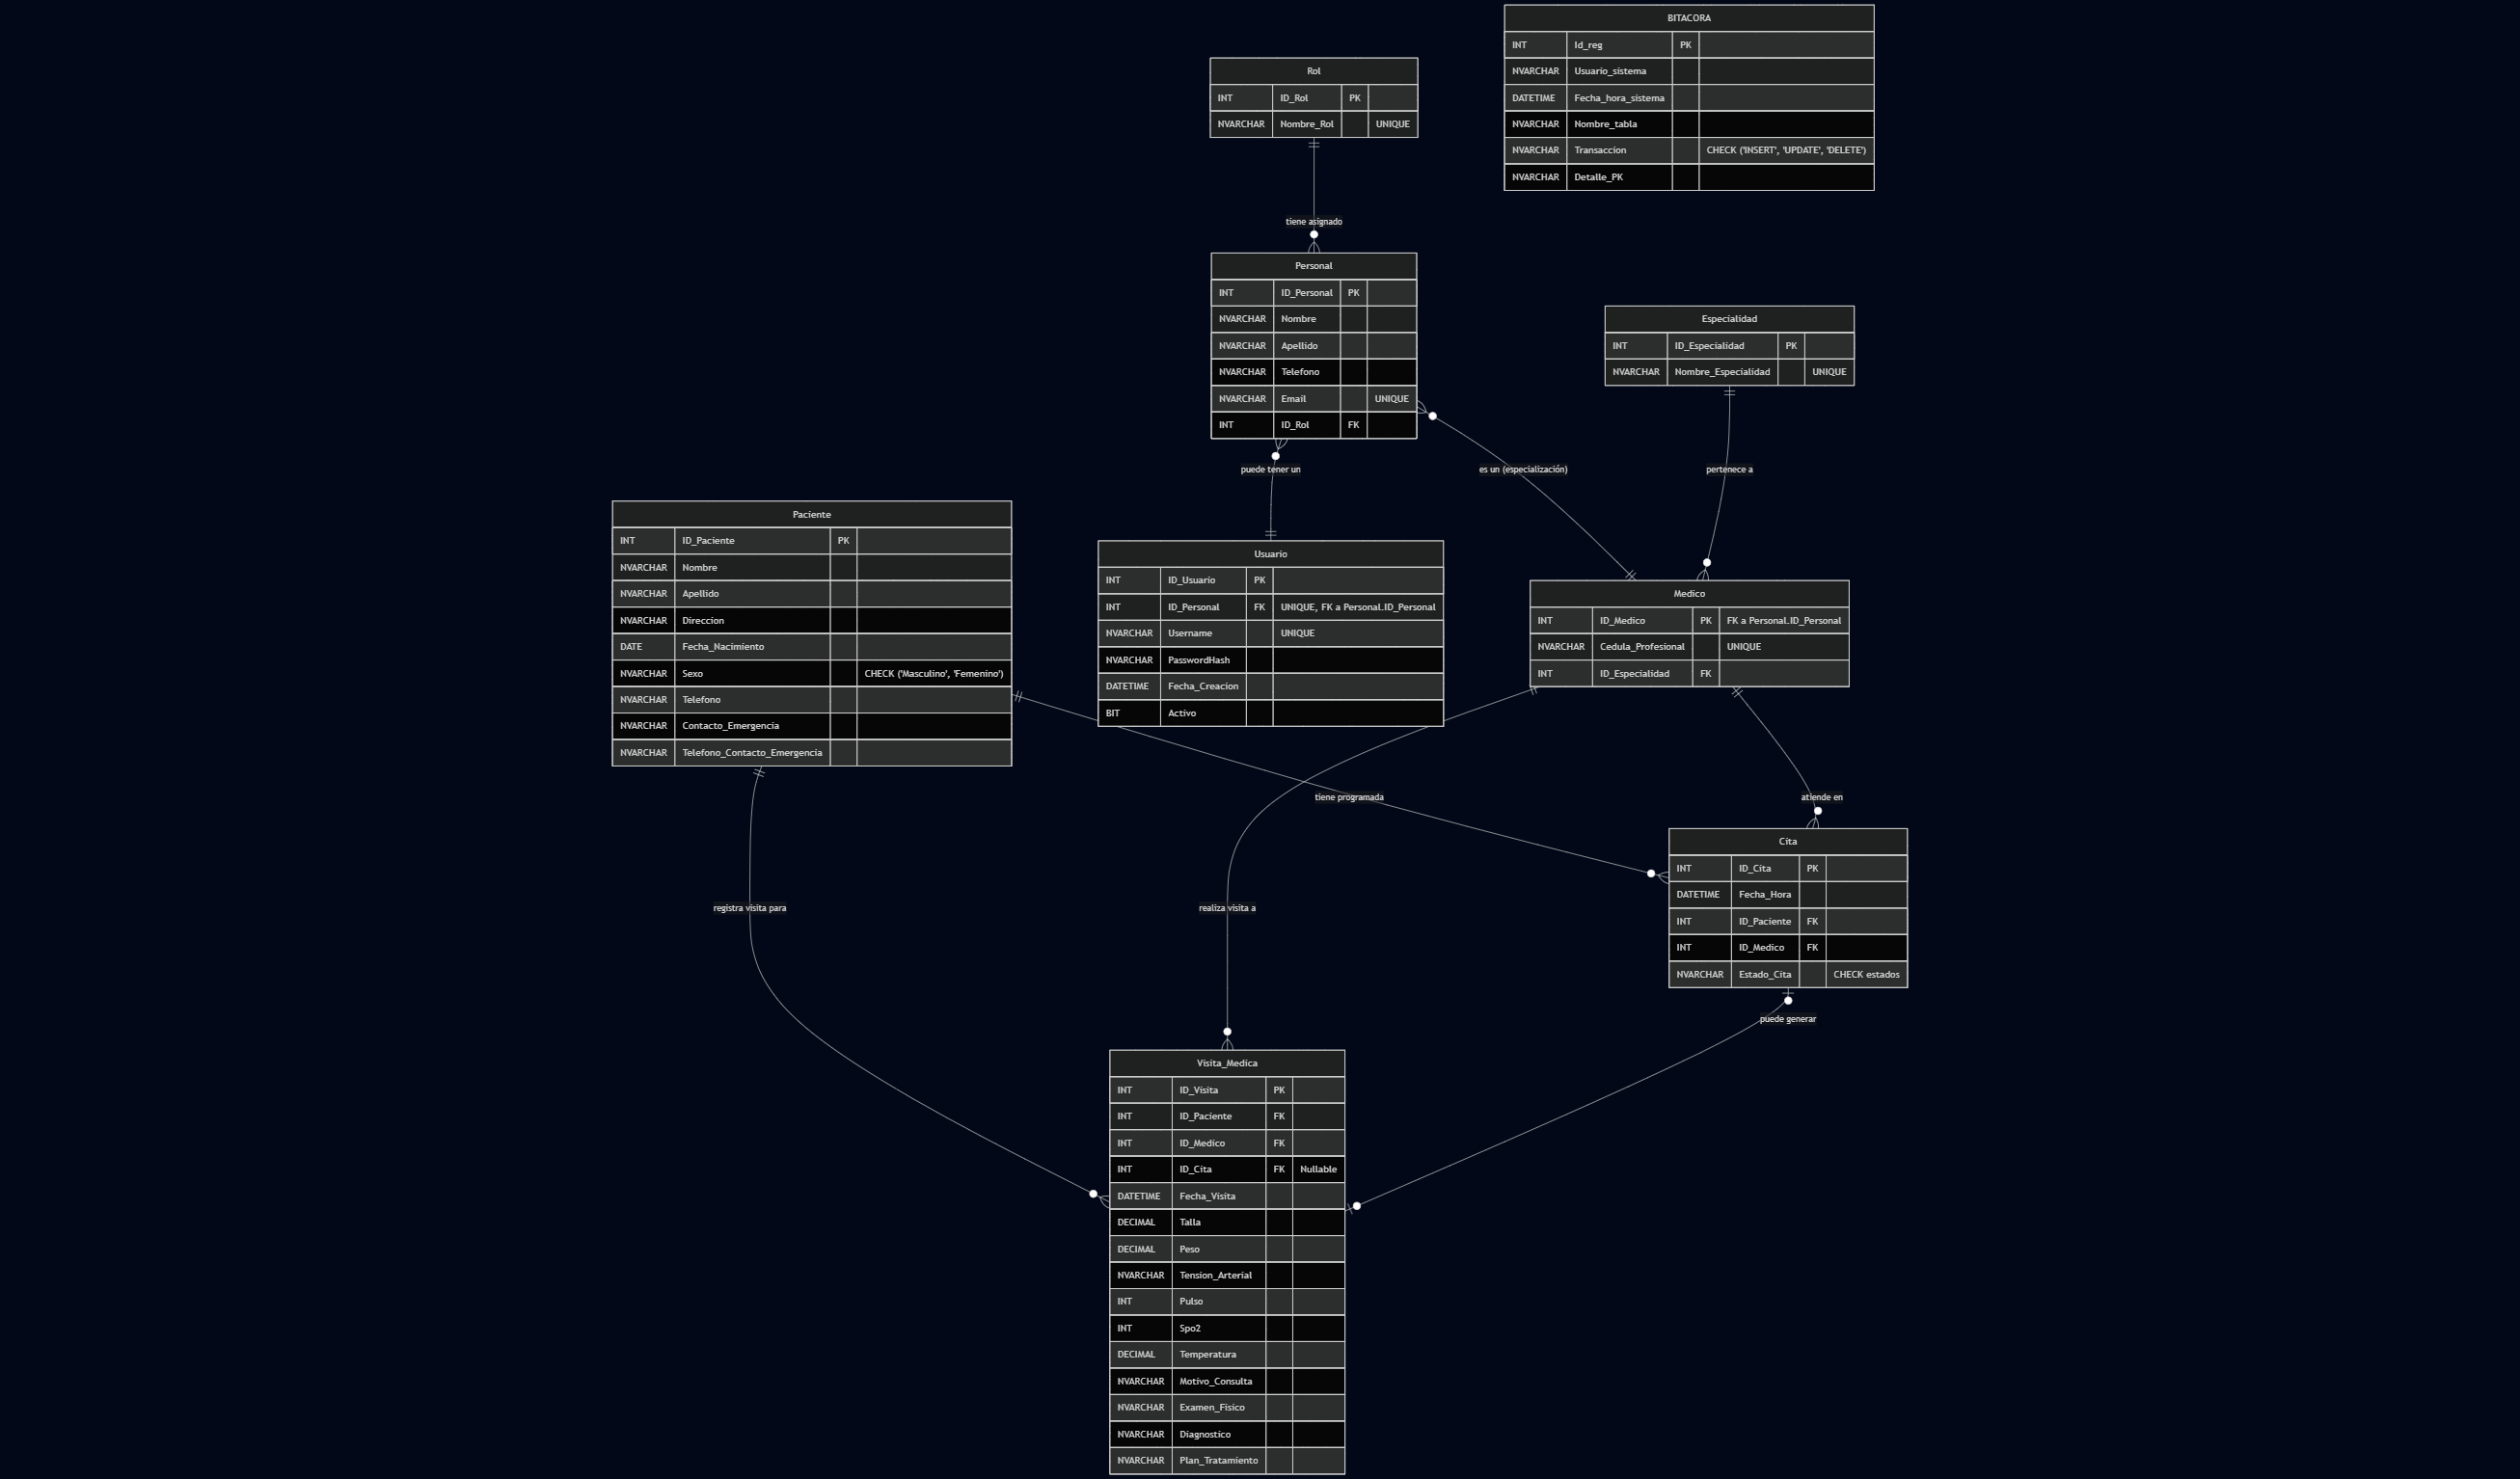 BITACORA
INT Id_reg PK
NVARCHAR Usuario_sistema
DATETIME Fecha_hora_sistema
NVARCHAR Nombre_tabla
NVARCHAR Transaccion CHECK ('INSERT', 'UPDATE', 'DELETE')
NVARCHAR Detalle_PK
Rol
INT ID_Rol PK
NVARCHAR Nombre_Rol UNIQUE
tiene asignado
Personal
INT ID_Personal PK
NVARCHAR Nombre
NVARCHAR Apellido
NVARCHAR Telefono
NVARCHAR Email UNIQUE
INT ID_Rol FK
Especialidad
INT ID_Especialidad PK
NVARCHAR Nombre_Especialidad UNIQUE
puede tener un
es un (especialización)
pertenece a
Paciente
INT ID_Paciente PK
NVARCHAR Nombre
NVARCHAR Apellido
NVARCHAR Direccion
DATE Fecha_Nacimiento
NVARCHAR Sexo CHECK ('Masculino', 'Femenino')
NVARCHAR Telefono
NVARCHAR Contacto_Emergencia
NVARCHAR Telefono_Contacto_Emergencia
Usuario
INT ID_Usuario PK
INT ID_Personal FK UNIQUE, FK a Personal.ID_Personal
NVARCHAR Username UNIQUE
NVARCHAR PasswordHash
DATETIME Fecha_Creacion
BIT Activo
Medico
INT ID_Medico PK FK a Personal.ID_Personal
NVARCHAR Cedula_Profesional UNIQUE
INT ID_Especialidad FK
tiene programada
atiende en
Cita
INT ID_Cita PK
DATETIME Fecha_Hora
INT ID_Paciente FK
INT ID_Medico FK
NVARCHAR Estado_Cita CHECK estados
registra visita para
realiza visita a
puede generar
Visita_Medica
INT ID_Visita PK
INT ID_Paciente FK
INT ID_Medico FK
INT ID_Cita FK Nullable
DATETIME Fecha_Visita
DECIMAL Talla
DECIMAL Peso
NVARCHAR Tension_Arterial
INT Pulso
INT Spo2
DECIMAL Temperatura
NVARCHAR Motivo_Consulta
NVARCHAR Examen_Fisico
NVARCHAR Diagnostico
NVARCHAR Plan_Tratamiento